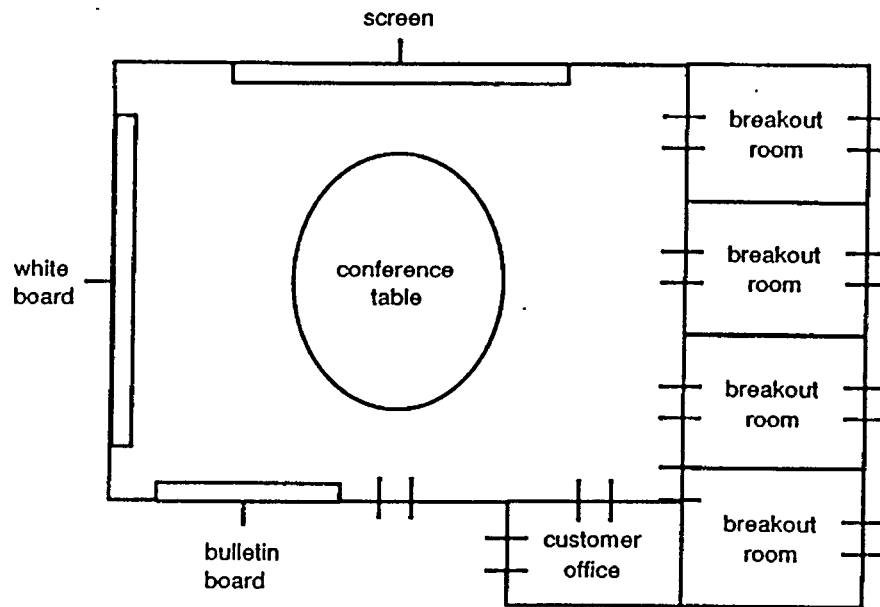 screen
breakout
room
breakout
room
white
board
conference
table
breakout
room
bulletin
board
customer
office
breakout
room